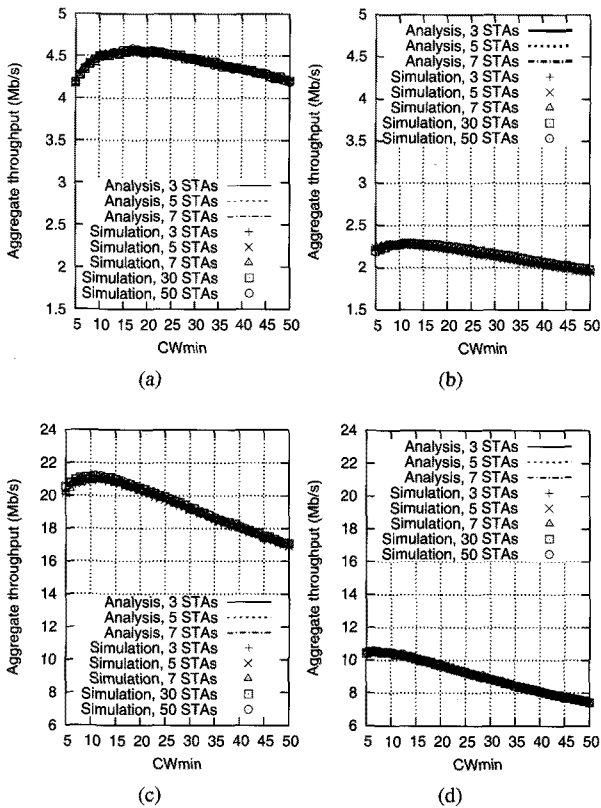 Aggregate throughput (Mb/s)
5
4.5
4
3.5
3
2.5
2
1.5
Analysis, 3 STAs
Analysis, 5 STAs
Analysis, 7 STAs
Simulation, 3 STAs
Simulation, 5 STAs
Simulation, 7 STAs
Simulation, 30 STAs
Simulation, 50 STAs
5 10 15 20 25 30 35 40 45 50
CWmin
(a)
Aggregate throughput (Mb/s)
5
4.5
4
3.5
3
2.5
2
1.5
Analysis, 3 STAs
Analysis, 5 STAs
Analysis, 7 STAs
Simulation, 3 STAs
Simulation, 5 STAs
Simulation, 7 STAs
Simulation, 30 STAs
Simulation, 50 STAs
5 10 15 20 25 30 35 40 45 50
CWmin
(b)
Aggregate throughput (Mb/s)
24
22
20
18
16
14
12
10
8
6
Analysis, 3 STAs
Analysis, 5 STAs
Analysis, 7 STAs
Simulation, 3 STAs
Simulation, 5 STAs
Simulation, 7 STAs
Simulation, 30 STAs
Simulation, 50 STAs
5 10 15 20 25 30 35 40 45 50
CWmin
(c)
Aggregate throughput (Mb/s)
24
22
20
18
16
14
12
10
8
6
Analysis, 3 STAs
Analysis, 5 STAs
Analysis, 7 STAs
Simulation, 3 STAs
Simulation, 5 STAs
Simulation, 7 STAs
Simulation, 30 STAs
Simulation, 50 STAs
5 10 15 20 25 30 35 40 45 50
CWmin
(d)